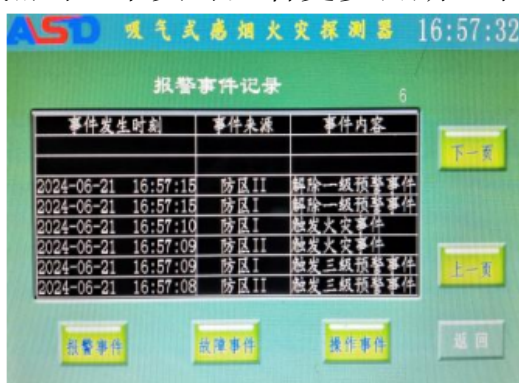 ASD 吸气式感烟火灾探测器 16:57:32
报警事件记录 6
事件发生时刻 事件来源 事件内容
2024-06-21 16:57:15 防区II 解除一级预警事件
2024-06-21 16:57:15 防区I 解除一级预警事件
2024-06-21 16:57:10 防区I 触发火灾事件
2024-06-21 16:57:09 防区II 触发火灾事件
2024-06-21 16:57:09 防区I 触发三级预警事件
2024-06-21 16:57:08 防区II 触发三级预警事件
下一页
上一页
报警事件 故障事件 操作事件 返回